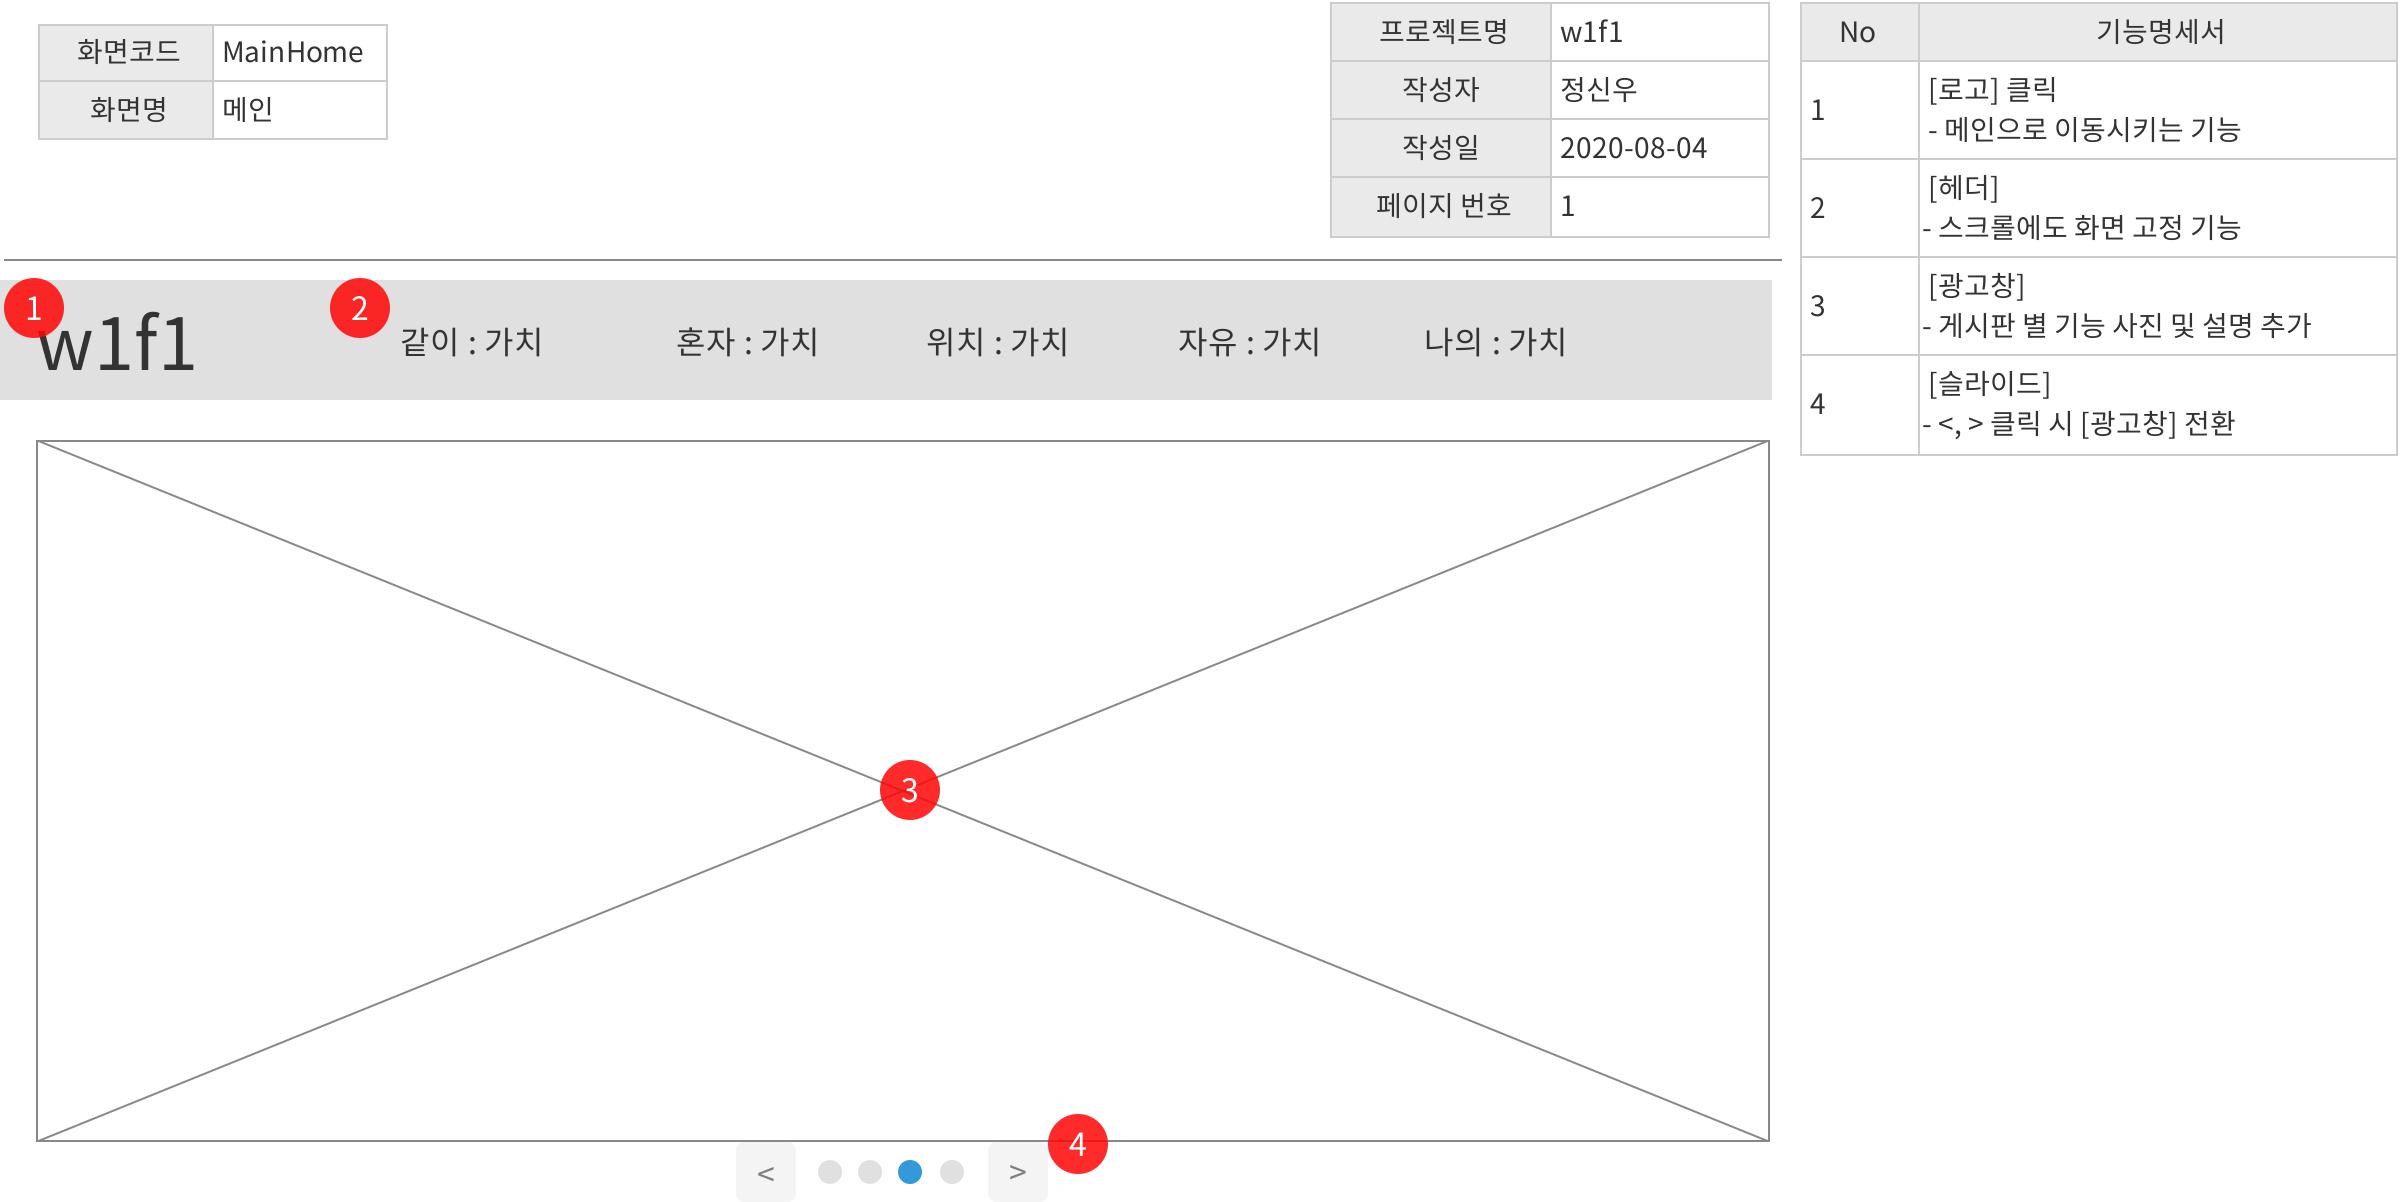 화면코드 MainHome
화면명 메인
프로젝트명 w1f1
작성자 정신우
작성일 2020-08-04
페이지 번호 1
No 기능명세서
1 [로고] 클릭
- 메인으로 이동시키는 기능
2 [헤더]
- 스크롤에도 화면 고정 기능
3 [광고창]
- 게시판 별 기능 사진 및 설명 추가
4 [슬라이드]
- <, > 클릭 시 [광고창] 전환
1
2
w1f1 같이 : 가치 혼자 : 가치 위치 : 가치 자유 : 가치 나의 : 가치
3
4
< >